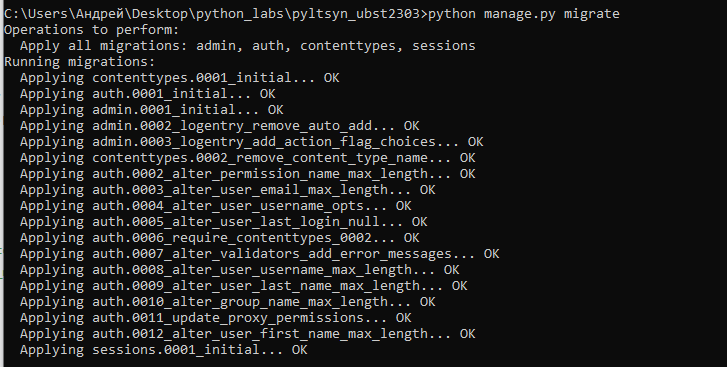 C:\Users\Андрей\Desktop\python_labs\pyltsyn_ubst2303>python manage.py migrate
Operations to perform:
  Apply all migrations: admin, auth, contenttypes, sessions
Running migrations:
  Applying contenttypes.0001_initial... OK
  Applying auth.0001_initial... OK
  Applying admin.0001_initial... OK
  Applying admin.0002_logentry_remove_auto_add... OK
  Applying admin.0003_logentry_add_action_flag_choices... OK
  Applying contenttypes.0002_remove_content_type_name... OK
  Applying auth.0002_alter_permission_name_max_length... OK
  Applying auth.0003_alter_user_email_max_length... OK
  Applying auth.0004_alter_user_username_opts... OK
  Applying auth.0005_alter_user_last_login_null... OK
  Applying auth.0006_require_contenttypes_0002... OK
  Applying auth.0007_alter_validators_add_error_messages... OK
  Applying auth.0008_alter_user_username_max_length... OK
  Applying auth.0009_alter_user_last_name_max_length... OK
  Applying auth.0010_alter_group_name_max_length... OK
  Applying auth.0011_update_proxy_permissions... OK
  Applying auth.0012_alter_user_first_name_max_length... OK
  Applying sessions.0001_initial... OK